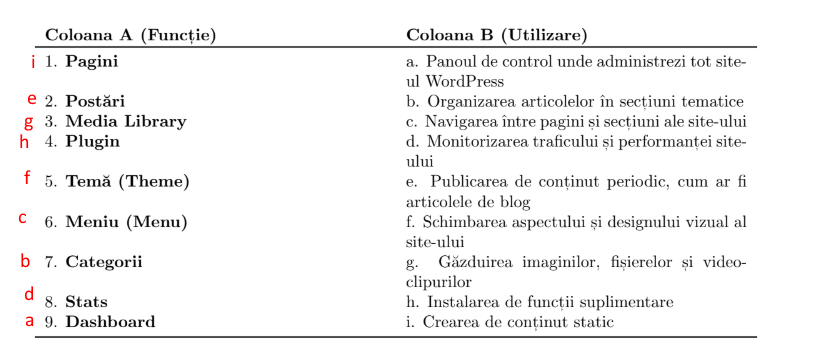 Coloana A (Funcție) Coloana B (Utilizare)
i 1. Pagini a. Panoul de control unde administrezi tot site-
ul WordPress
e 2. Postări b. Organizarea articolelor în secțiuni tematice
g 3. Media Library c. Navigarea între pagini și secțiuni ale site-ului
h 4. Plugin d. Monitorizarea traficului și performanței site-
ului
f 5. Temă (Theme) e. Publicarea de conținut periodic, cum ar fi
articolele de blog
c 6. Meniu (Menu) f. Schimbarea aspectului și designului vizual al
site-ului
b 7. Categorii g. Găzduirea imaginilor, fișierelor și video-
clipurilor
d 8. Stats h. Instalarea de funcții suplimentare
a 9. Dashboard i. Crearea de conținut static